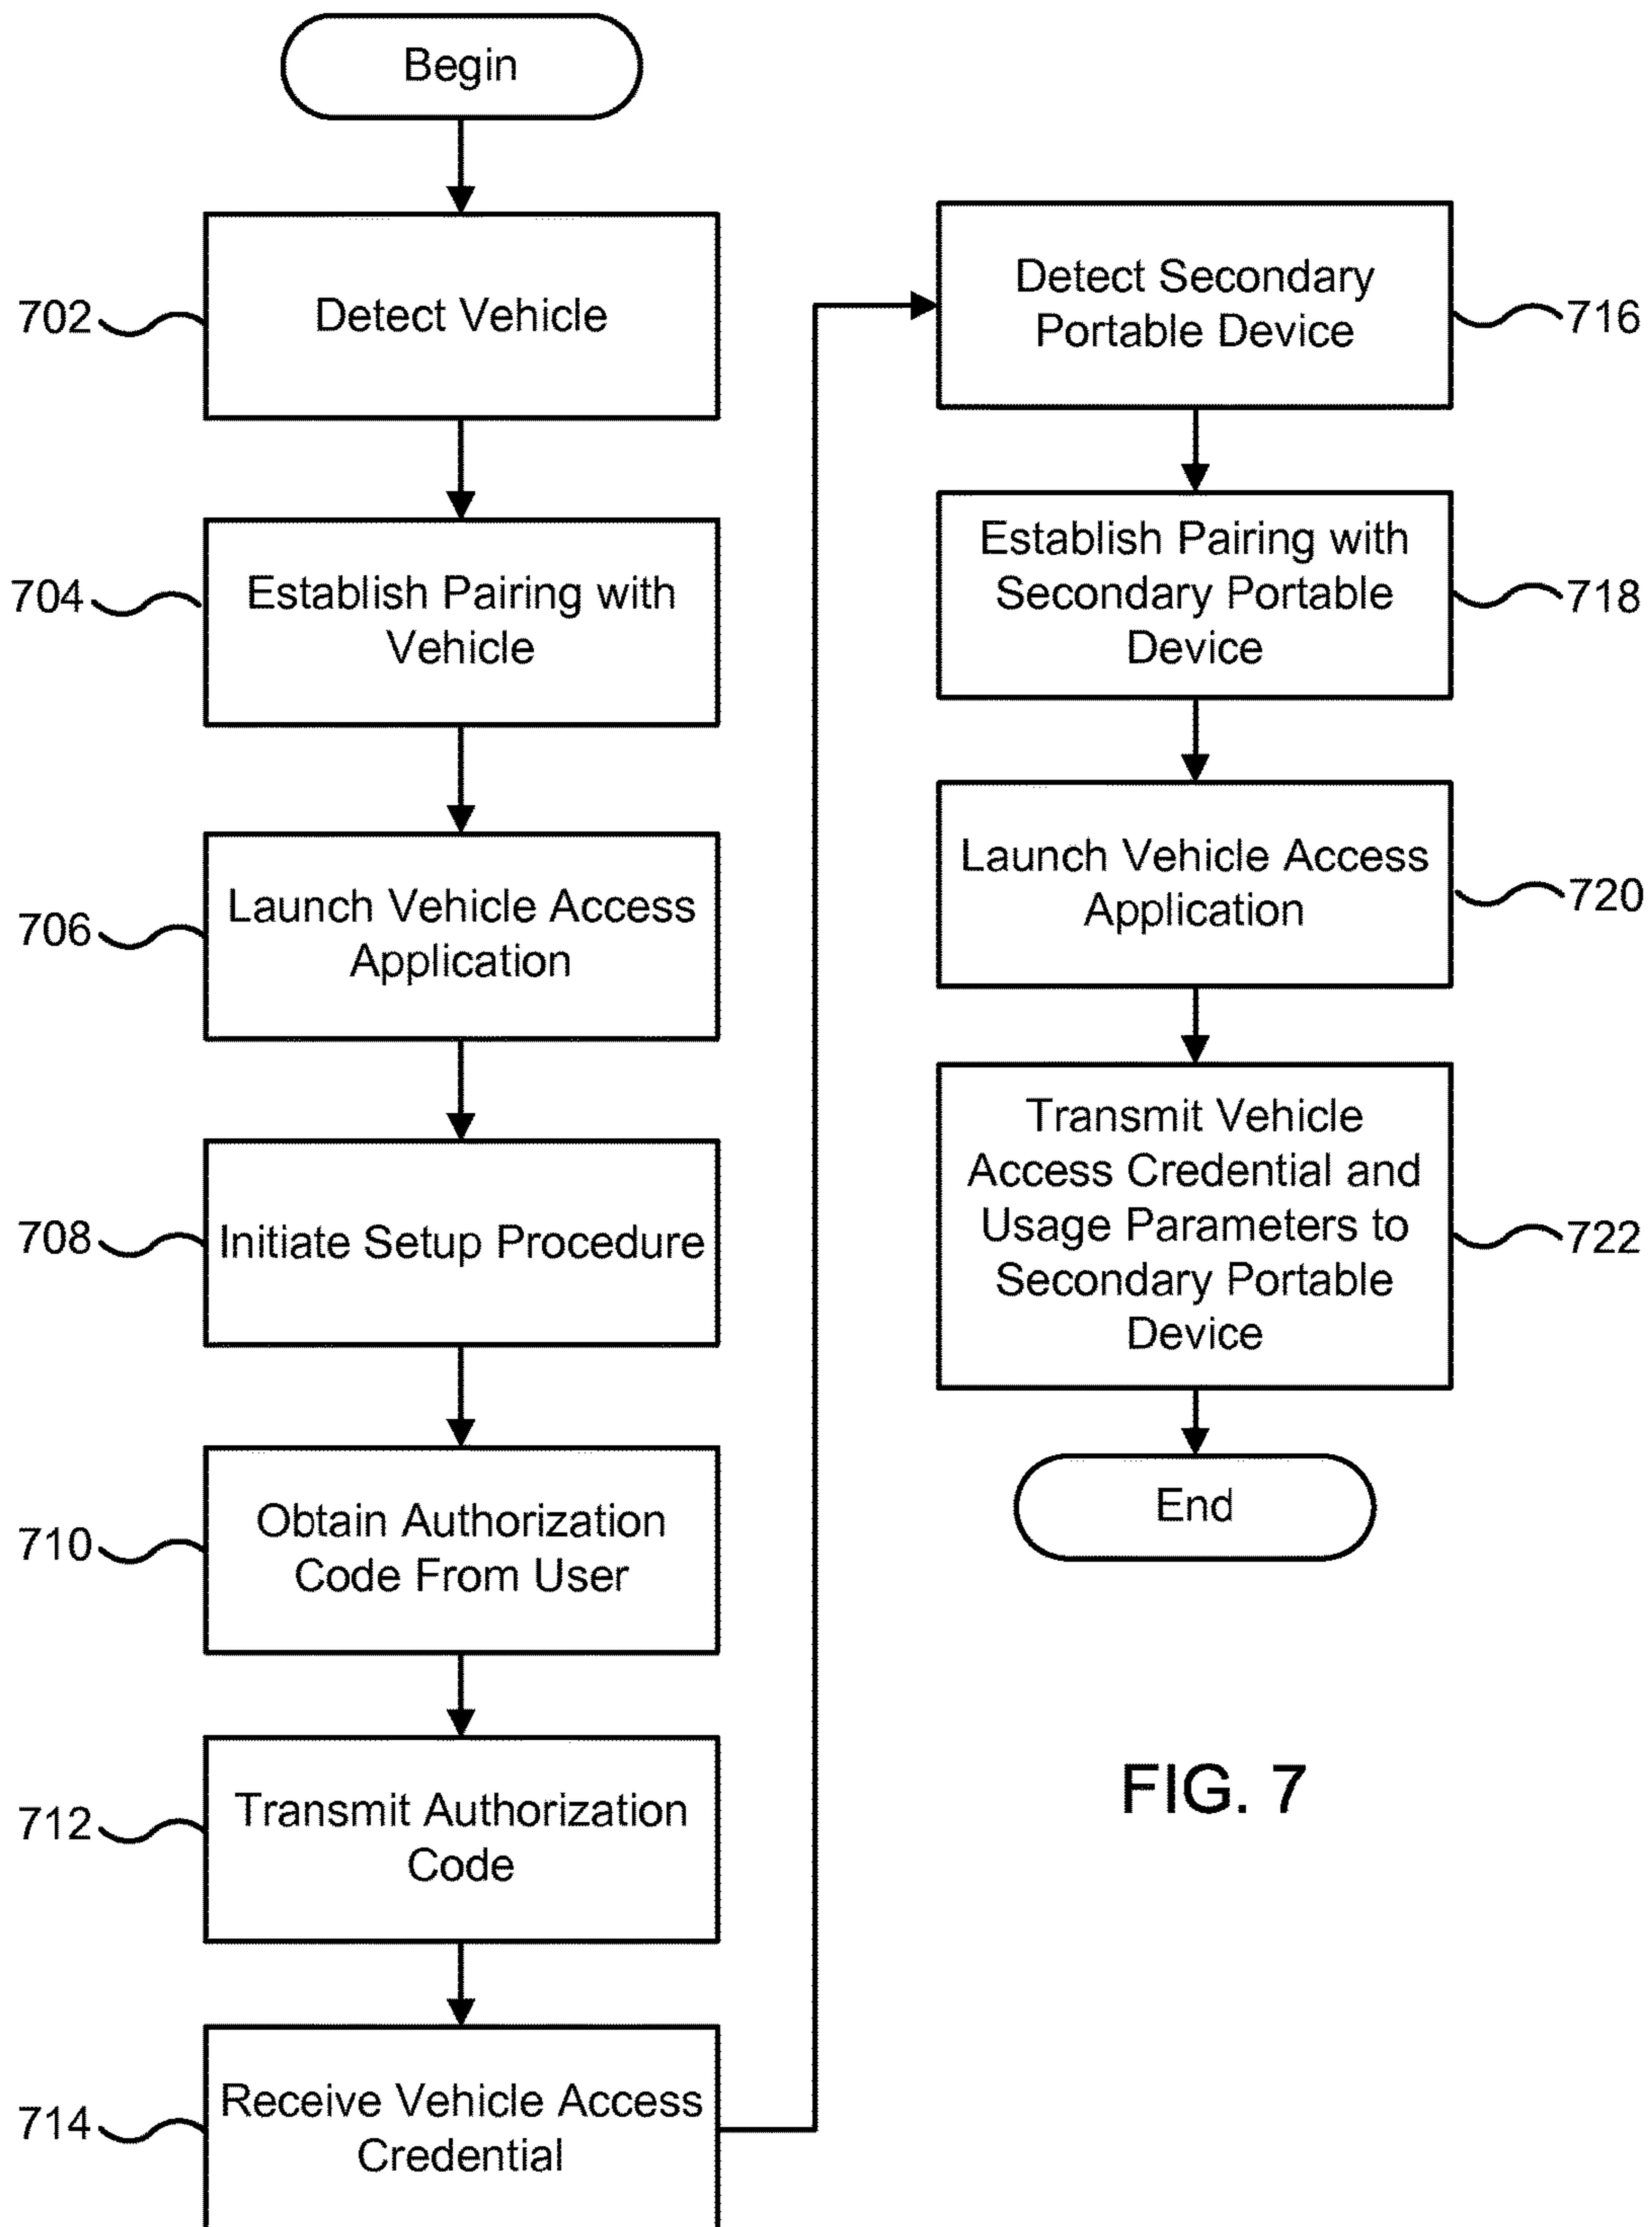 Begin
702
Detect Vehicle
704
Establish Pairing with
Vehicle
706
Launch Vehicle Access
Application
708
Initiate Setup Procedure
710
Obtain Authorization
Code From User
712
Transmit Authorization
Code
714
Receive Vehicle Access
Credential
Detect Secondary
Portable Device
716
Establish Pairing with
Secondary Portable
Device
718
Launch Vehicle Access
Application
720
Transmit Vehicle
Access Credential and
Usage Parameters to
Secondary Portable
Device
722
End
FIG. 7